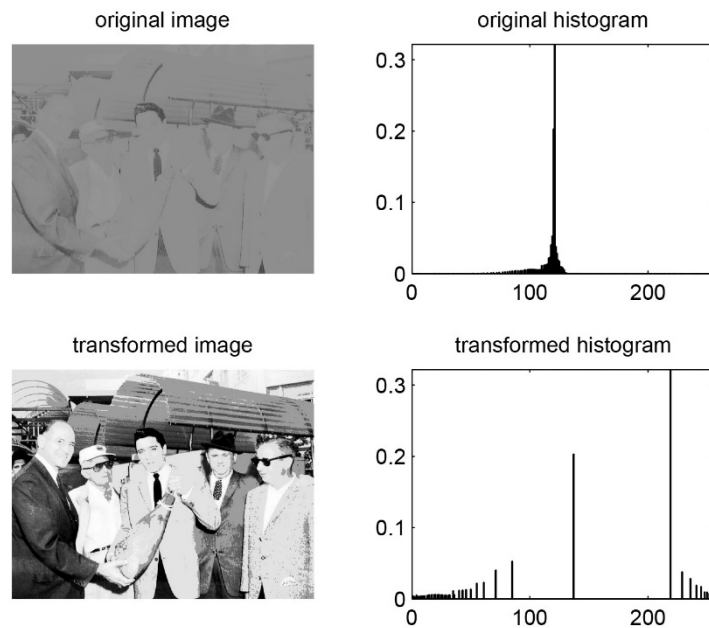 original image
original histogram
0.3
0.2
0.1
0
0 100 200
transformed image
transformed histogram
0.3
0.2
0.1
0
0 100 200